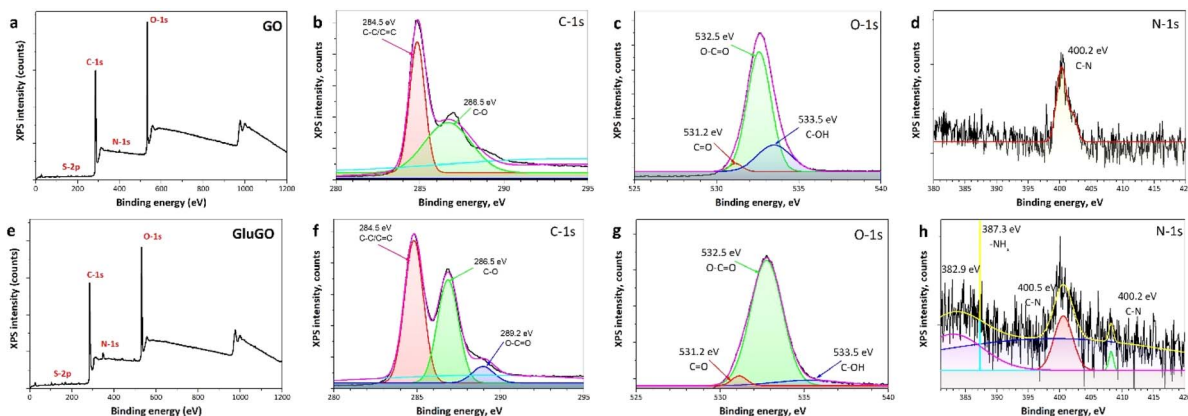 a
GO
XPS intensity (counts)
O-1s
C-1s
N-1s
S-2p
0 200 400 600 800 1000 1200
Binding energy (eV)
b
C-1s
XPS intensity, counts
284.5 eV
C-C/C=C
286.5 eV
C-O
280 285 290 295
Binding energy, eV
c
O-1s
XPS intensity, counts
532.5 eV
O-C=O
533.5 eV
C-OH
531.2 eV
C=O
525 530 535 540
Binding energy, eV
d
N-1s
XPS intensity, counts
400.2 eV
C-N
380 385 390 395 400 405 410 415 420
Binding energy, eV
e
GluGO
XPS intensity (counts)
O-1s
C-1s
N-1s
S-2p
0 200 400 600 800 1000 1200
Binding energy (eV)
f
C-1s
XPS intensity, counts
284.5 eV
C-C/C=C
286.5 eV
C-O
289.2 eV
O-C=O
280 285 290 295
Binding energy, eV
g
O-1s
XPS intensity, counts
532.5 eV
O-C=O
531.2 eV
C=O
533.5 eV
C-OH
525 530 535 540
Binding energy, eV
h
N-1s
XPS intensity, counts
387.3 eV
382.9 eV
400.5 eV
C-N
400.2 eV
C-N
385 390 395 400 405 410 415 420
Binding energy, eV